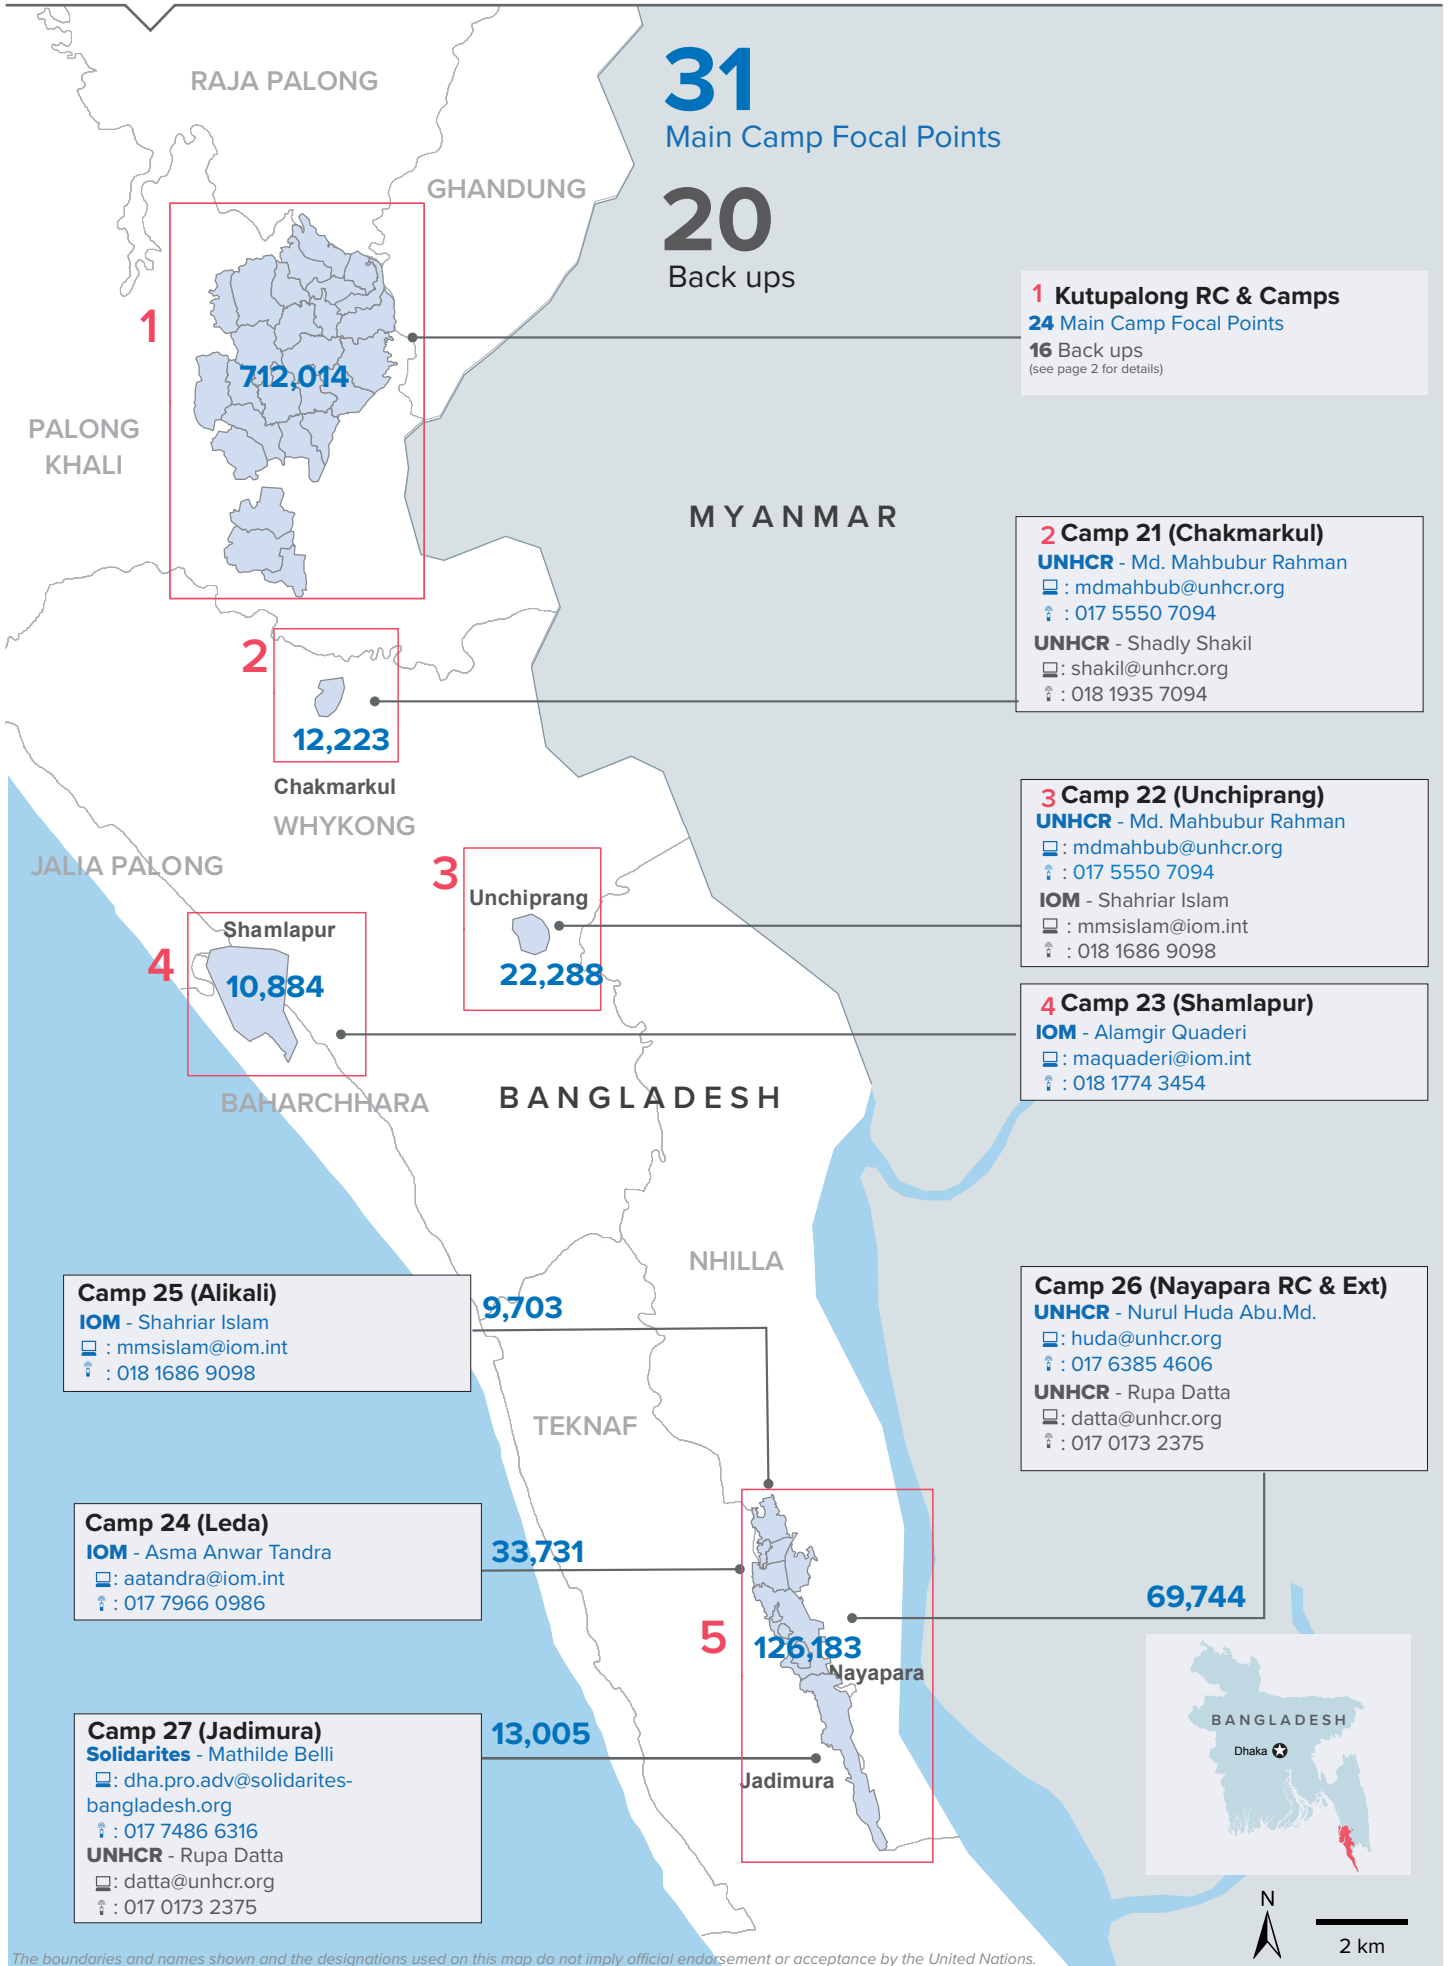 RAJA PALONG
31
Main Camp Focal Points
GHANDUNG
20
Back ups
1 Kutupalong RC & Camps
24 Main Camp Focal Points
16 Back ups
(see page 2 for details)
1
712,014
PALONG
KHALI
MYANMAR
2 Camp 21 (Chakmarkul)
UNHCR - Md. Mahbubur Rahman
: mdmahbub@unhcr.org
: 017 5550 7094
UNHCR - Shadly Shakil
: shakil@unhcr.org
: 018 1935 7094
2
12,223
Chakmarkul
WHYKONG
3 Camp 22 (Unchiprang)
UNHCR - Md. Mahbubur Rahman
: mdmahbub@unhcr.org
: 017 5550 7094
IOM - Shahriar Islam
: mmsislam@iom.int
: 018 1686 9098
JALIA PALONG
3
Unchiprang
22,288
Shamlapur
4
10,884
4 Camp 23 (Shamlapur)
IOM - Alamgir Quaderi
: maquaderi@iom.int
: 018 1774 3454
BAHARCHHARA
BANGLADESH
NHILLA
Camp 25 (Alikali)
IOM - Shahriar Islam
: mmsislam@iom.int
: 018 1686 9098
9,703
Camp 26 (Nayapara RC & Ext)
UNHCR - Nurul Huda Abu.Md.
: huda@unhcr.org
: 017 6385 4606
UNHCR - Rupa Datta
: datta@unhcr.org
: 017 0173 2375
TEKNAF
Camp 24 (Leda)
IOM - Asma Anwar Tandra
: aatandra@iom.int
: 017 7966 0986
33,731
69,744
5
126,183
Nayapara
Camp 27 (Jadimura)
Solidarites - Mathilde Belli
: dha.pro.adv@solidarites-
bangladesh.org
: 017 7486 6316
UNHCR - Rupa Datta
: datta@unhcr.org
: 017 0173 2375
13,005
Jadimura
BANGLADESH
Dhaka
N
2 km
The boundaries and names shown and the designations used on this map do not imply official endorsement or acceptance by the United Nations.